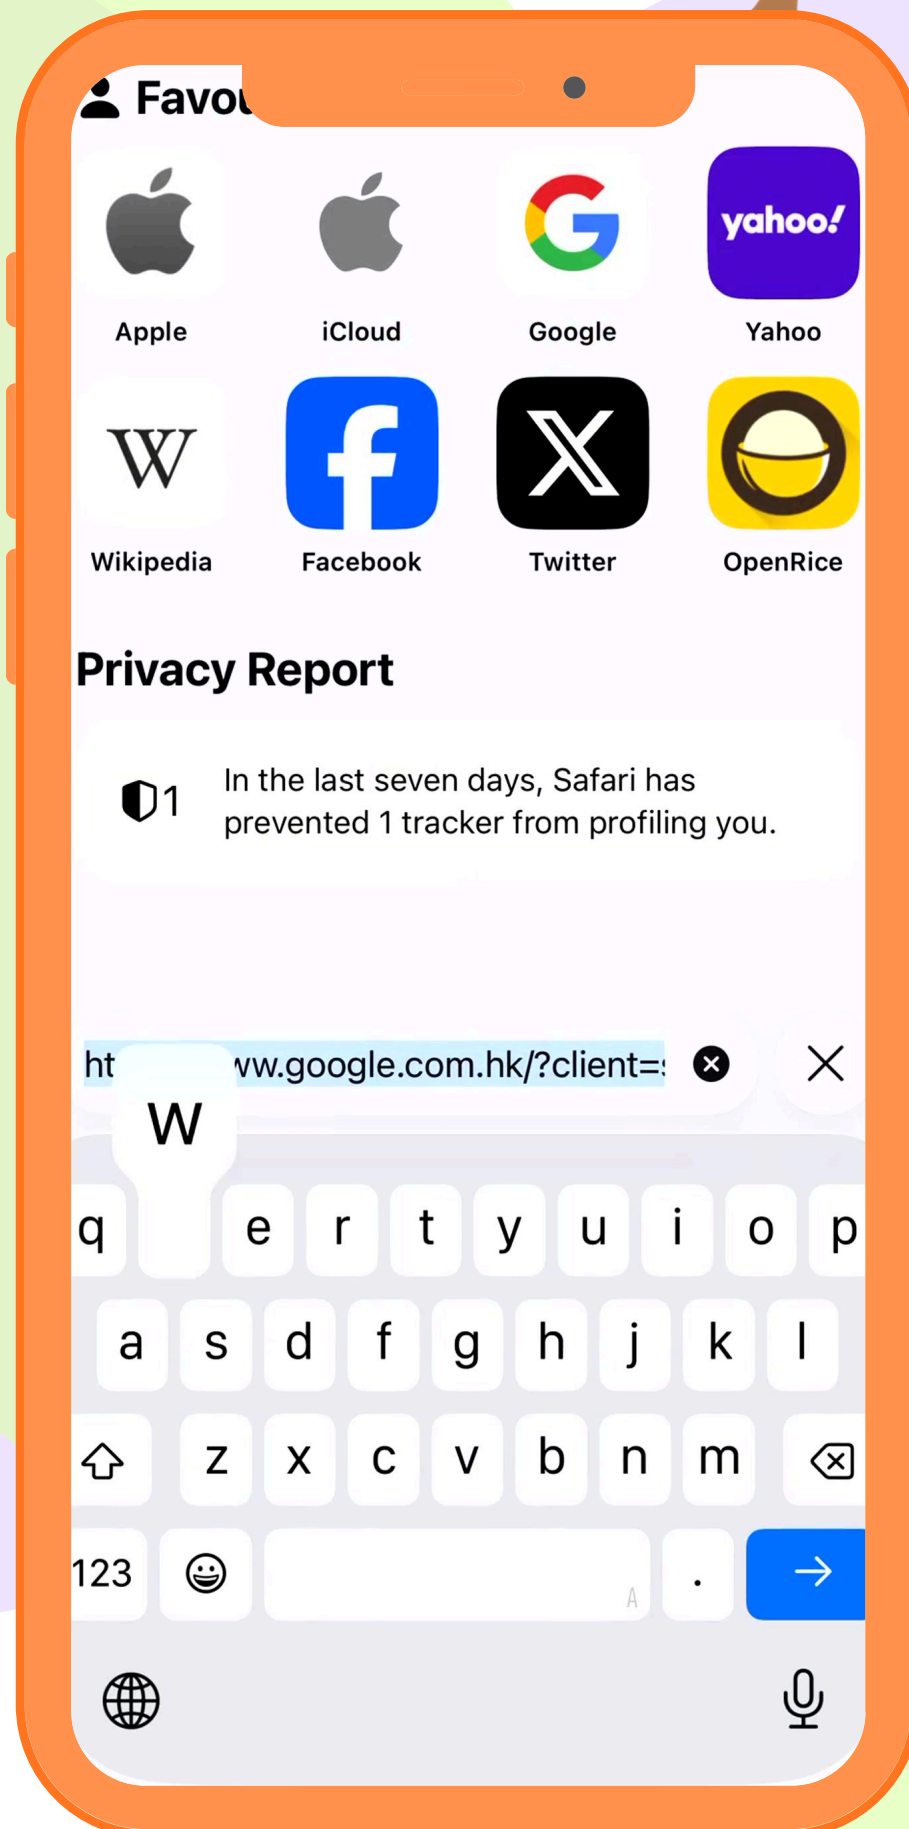 Favou
yahoo!
Apple iCloud Google Yahoo
W
Wikipedia Facebook Twitter OpenRice
Privacy Report
1 In the last seven days, Safari has
prevented 1 tracker from profiling you.
ht ww.google.com.hk/?client=s
w
q e r t y u i o p
a s d f g h j k l
z x c v b n m
123 .
A